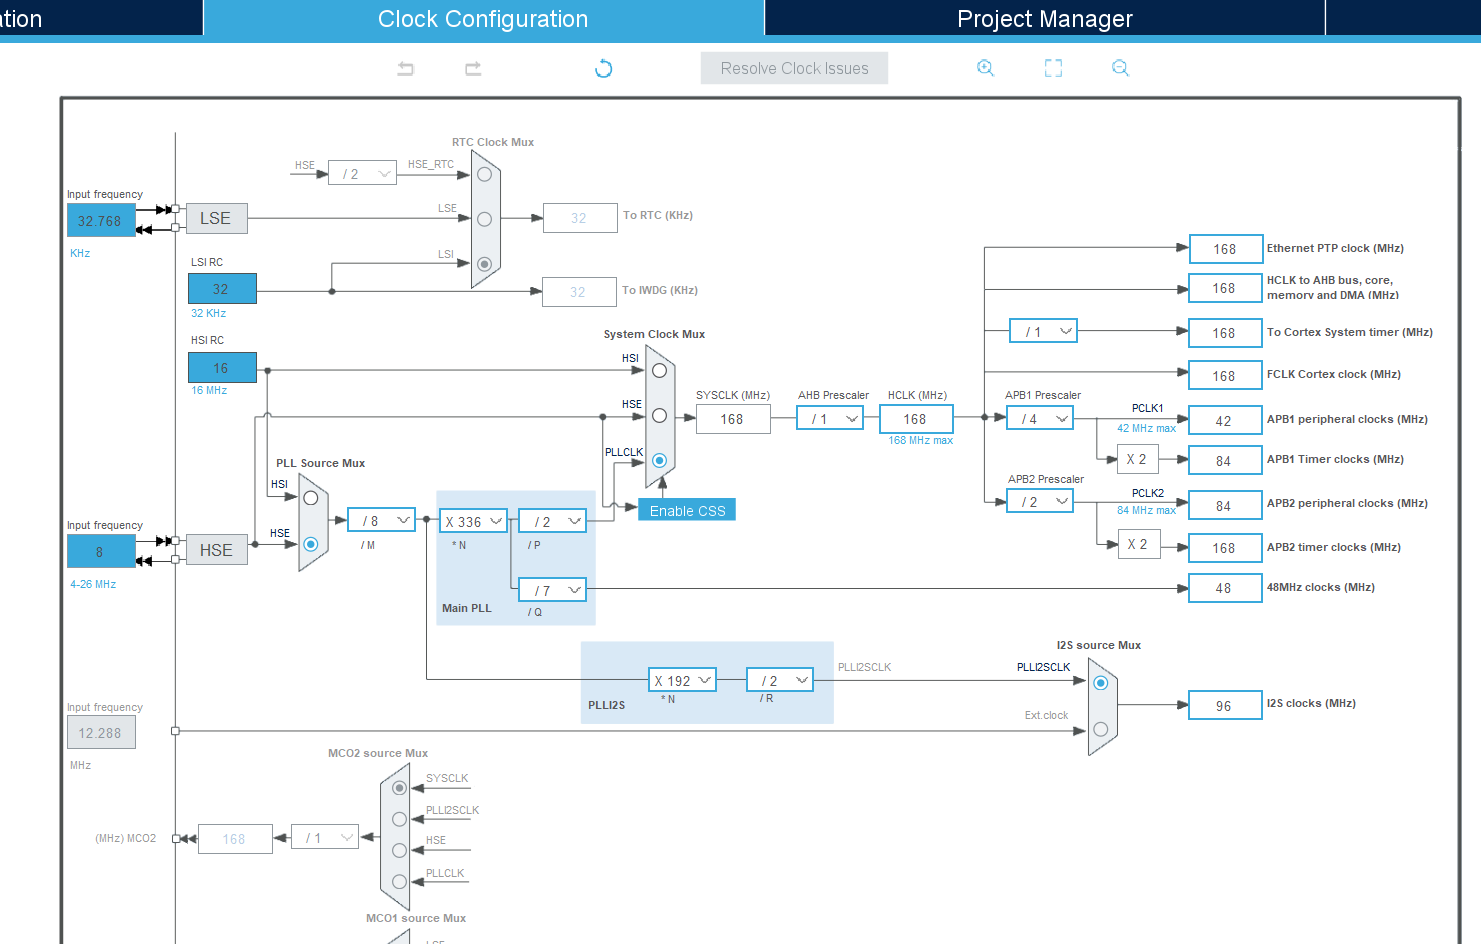 ation
Clock Configuration
Project Manager
Resolve Clock Issues
RTC Clock Mux
HSE
/ 2
HSE_RTC
Input frequency
32.768
KHz
LSE
LSE
32
To RTC (KHz)
LSI RC
32
32 KHz
LSI
32
To IWDG (KHz)
HSI RC
16
16 MHz
System Clock Mux
HSI
HSE
PLLCLK
Enable CSS
SYSCLK (MHz)
168
AHB Prescaler
/ 1
HCLK (MHz)
168
168 MHz max
168
Ethernet PTP clock (MHz)
168
HCLK to AHB bus, core,
memory and DMA (MHz)
/ 1
168
To Cortex System timer (MHz)
168
FCLK Cortex clock (MHz)
APB1 Prescaler
/ 4
PCLK1
42 MHz max
42
APB1 peripheral clocks (MHz)
X 2
84
APB1 Timer clocks (MHz)
APB2 Prescaler
/ 2
PCLK2
84 MHz max
84
APB2 peripheral clocks (MHz)
X 2
168
APB2 timer clocks (MHz)
48
48MHz clocks (MHz)
PLL Source Mux
HSI
HSE
Input frequency
8
4-26 MHz
HSE
/ 8
/ M
X 336
* N
/ 2
/ P
/ 7
/ Q
Main PLL
PLLI2S
X 192
* N
/ 2
/ R
PLLI2SCLK
I2S source Mux
PLLI2SCLK
Ext.clock
96
I2S clocks (MHz)
Input frequency
12.288
MHz
MCO2 source Mux
SYSCLK
PLLI2SCLK
HSE
PLLCLK
(MHz) MCO2
168
/ 1
MCO1 source Mux
LSE